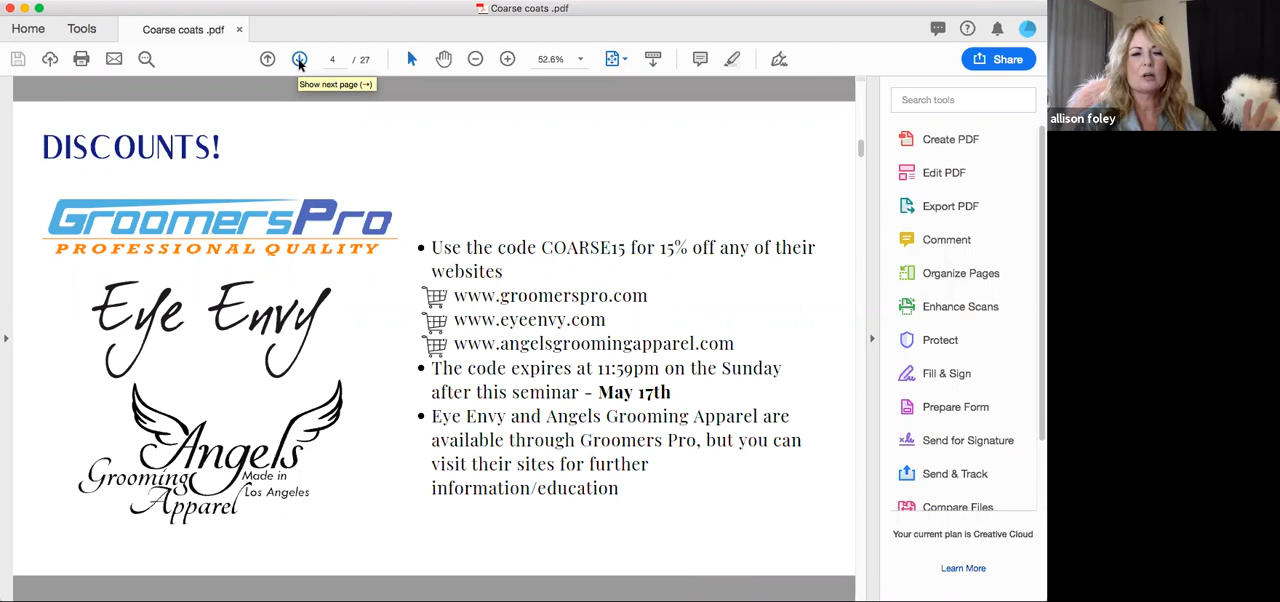 Coarse coats .pdf
Home
Tools
Coarse coats .pdf
4 / 27
52.6%
Share
Show next page (→)
allison foley
DISCOUNTS!
GROOMERSPRO
PROFESSIONAL QUALITY
Eye Envy
Angels
Grooming
Made in
Los Angeles
Apparel
• Use the code COARSE15 for 15% off any of their
websites
www.groomerspro.com
www.eyeenvy.com
www.angelsgroomingapparel.com
• The code expires at 11:59pm on the Sunday
after this seminar - May 17th
• Eye Envy and Angels Grooming Apparel are
available through Groomers Pro, but you can
visit their sites for further
information/education
Search tools
Create PDF
Edit PDF
Export PDF
Comment
Organize Pages
Enhance Scans
Protect
Fill & Sign
Prepare Form
Send for Signature
Send & Track
Compare Files
Your current plan is Creative Cloud
Learn More